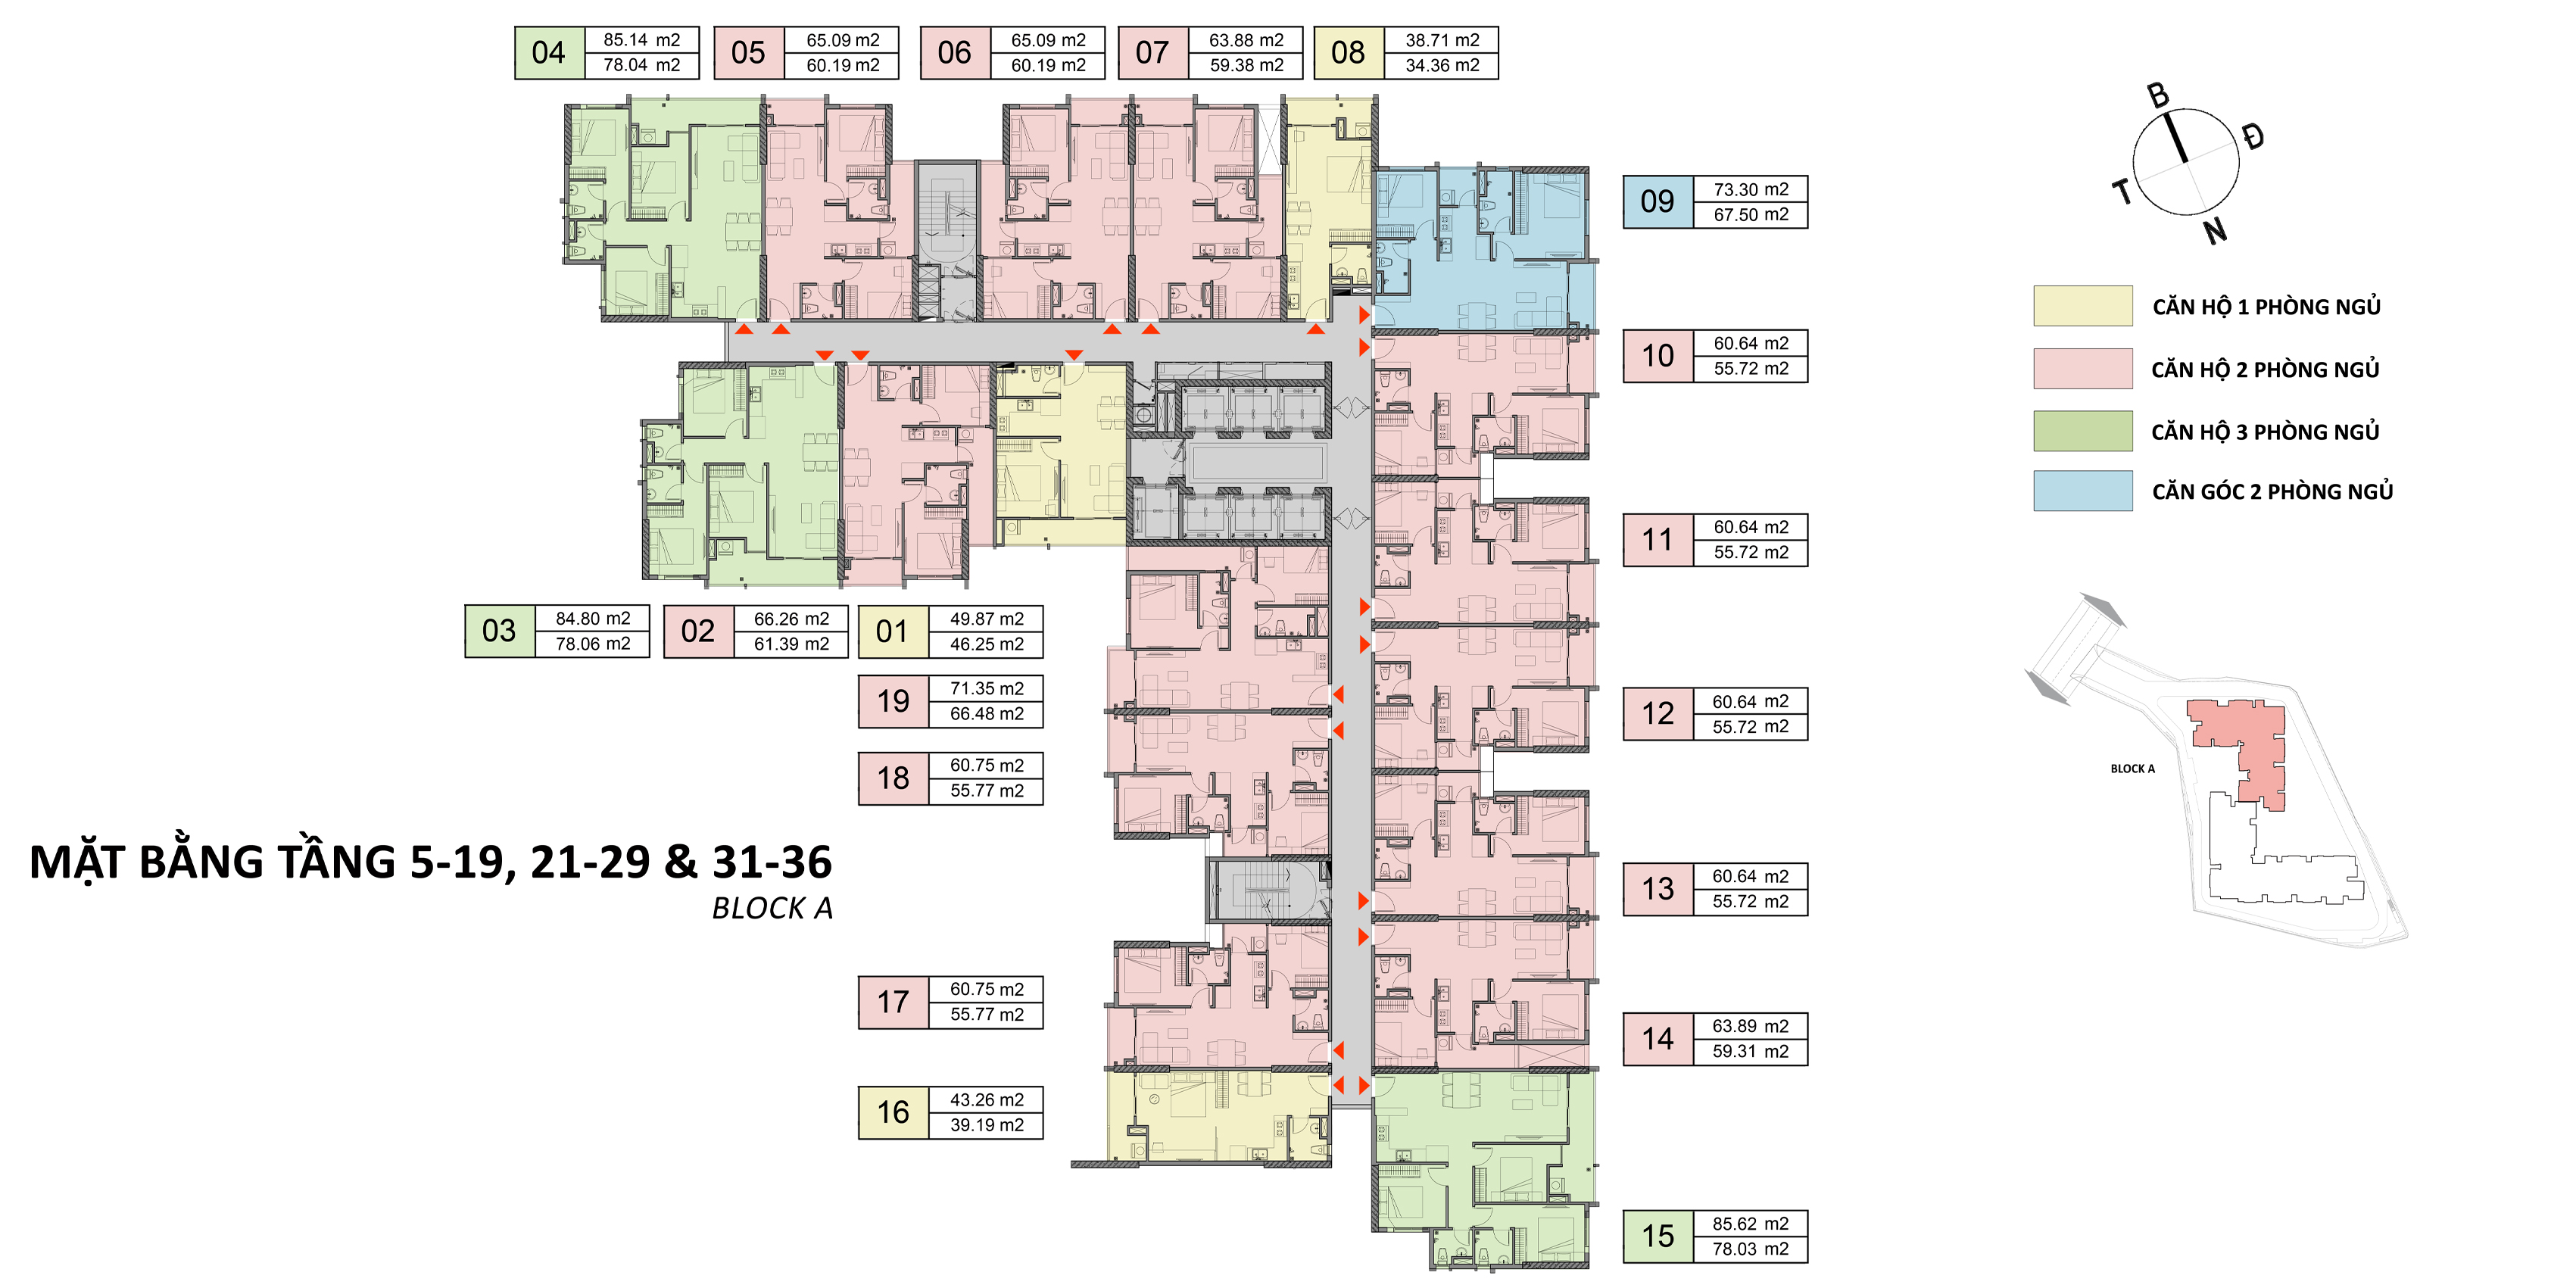 04
85.14 m2
78.04 m2
05
65.09 m2
60.19 m2
06
65.09 m2
60.19 m2
07
63.88 m2
59.38 m2
08
38.71 m2
34.36 m2
B
Đ
T
N
09
73.30 m2
67.50 m2
10
60.64 m2
55.72 m2
11
60.64 m2
55.72 m2
12
60.64 m2
55.72 m2
13
60.64 m2
55.72 m2
14
63.89 m2
59.31 m2
15
85.62 m2
78.03 m2
CĂN HỘ 1 PHÒNG NGỦ
CĂN HỘ 2 PHÒNG NGỦ
CĂN HỘ 3 PHÒNG NGỦ
CĂN GÓC 2 PHÒNG NGỦ
03
84.80 m2
78.06 m2
02
66.26 m2
61.39 m2
01
49.87 m2
46.25 m2
19
71.35 m2
66.48 m2
18
60.75 m2
55.77 m2
17
60.75 m2
55.77 m2
16
43.26 m2
39.19 m2
MẶT BẰNG TẦNG 5-19, 21-29 & 31-36
BLOCK A
BLOCK A